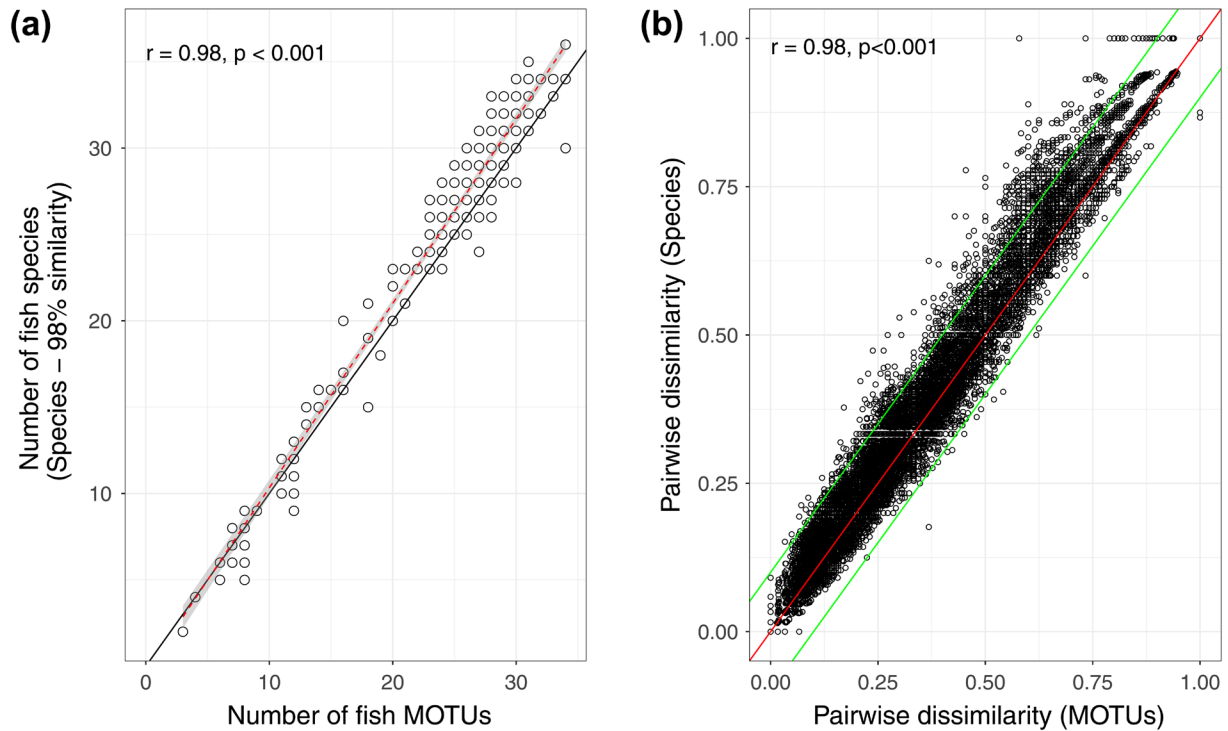 (a)
r = 0.98, p < 0.001
30
20
10
0
10
20
30
Number of fish species
(Species – 98% similarity)
Number of fish MOTUs
(b)
r = 0.98, p<0.001
1.00
0.75
0.50
0.25
0.00
0.00
0.25
0.50
0.75
1.00
Pairwise dissimilarity (Species)
Pairwise dissimilarity (MOTUs)